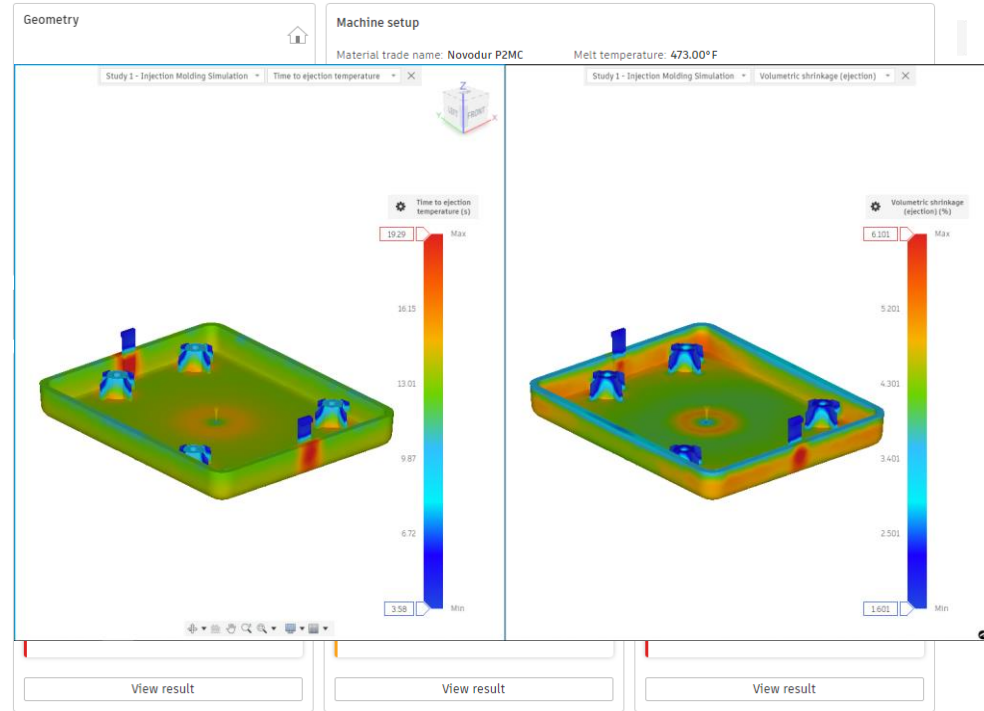 Geometry
Machine setup
Material trade name: Novodur P2MC
Melt temperature: 473.00°F
Study 1 - Injection Molding Simulation
Time to ejection temperature
Study 1 - Injection Molding Simulation
Volumetric shrinkage (ejection)
Z
Y
X
LEFT
FRONT
Time to ejection
temperature (s)
19.29
Max
16.15
13.01
9.87
6.72
3.58
Min
Volumetric shrinkage
(ejection) (%)
6.101
Max
5.201
4.301
3.401
2.501
1.601
Min
View result
View result
View result